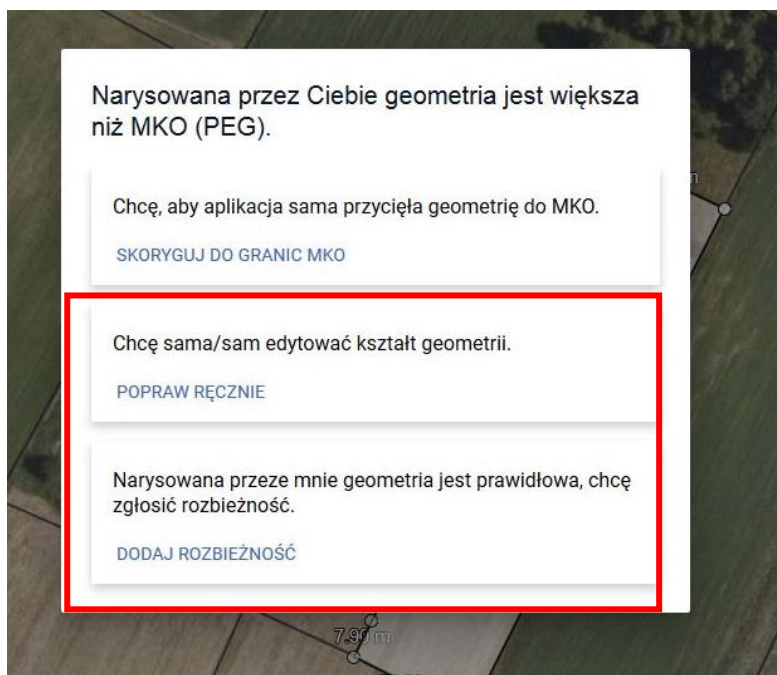 Narysowana przez Ciebie geometria jest większa
niż MKO (PEG).
Chcę, aby aplikacja sama przycięła geometrię do MKO.
SKORYGUJ DO GRANIC MKO
Chcę sama/sam edytować kształt geometrii.
POPRAW RĘCZNIE
Narysowana przeze mnie geometria jest prawidłowa, chcę
zgłosić rozbieżność.
DODAJ ROZBIEŻNOŚĆ
7.90 m